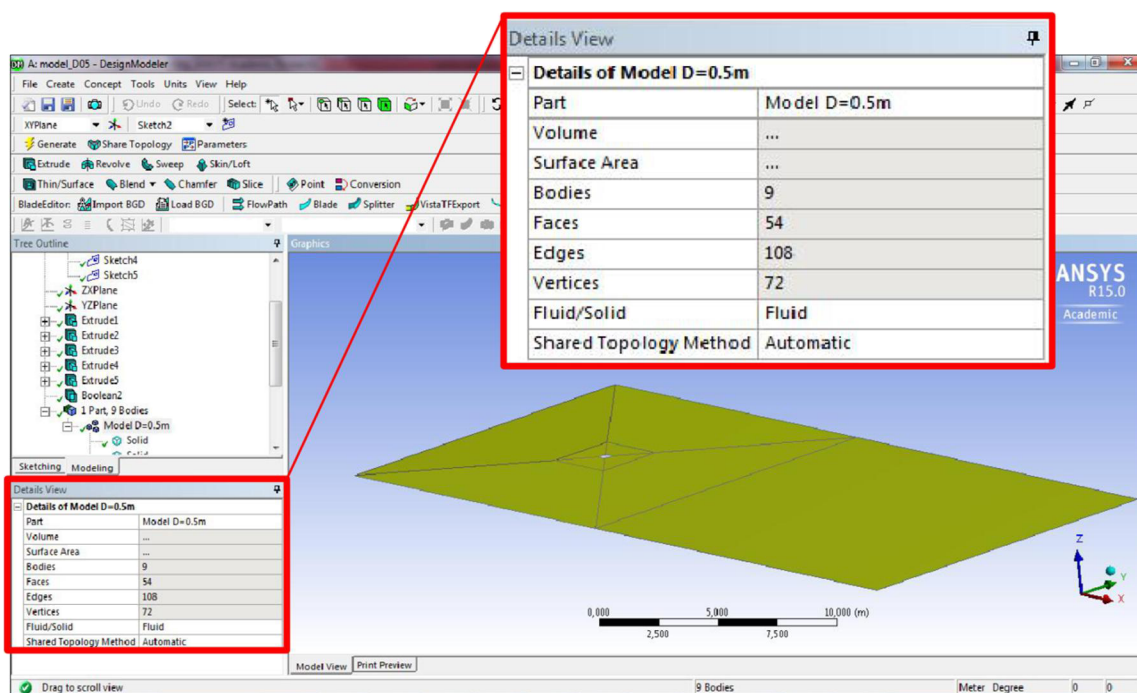 Details View
Details of Model D=0.5m
Part Model D=0.5m
Volume ...
Surface Area ...
Bodies 9
Faces 54
Edges 108
Vertices 72
Fluid/Solid Fluid
Shared Topology Method Automatic
A: model_D05 - DesignModeler
File Create Concept Tools Units View Help
Undo Redo Select:
XYPlane Sketch2
Generate Share Topology Parameters
Extrude Revolve Sweep Skin/Loft
Thin/Surface Blend Chamfer Slice Point Conversion
BladeEditor: Import BGD Load BGD FlowPath Blade Splitter VistaTFExport
Tree Outline
Sketch4
Sketch5
ZXPlane
YZPlane
Extrude1
Extrude2
Extrude3
Extrude4
Extrude5
Boolean2
1 Part, 9 Bodies
Model D=0.5m
Solid
Sketching Modeling
Details View
Details of Model D=0.5m
Part Model D=0.5m
Volume ...
Surface Area ...
Bodies 9
Faces 54
Edges 108
Vertices 72
Fluid/Solid Fluid
Shared Topology Method Automatic
Graphics
ANSYS
R15.0
Academic
Z
Y
X
0,000 5,000 10,000 (m)
2,500 7,500
Model View Print Preview
Drag to scroll view 9 Bodies Meter Degree 0 0